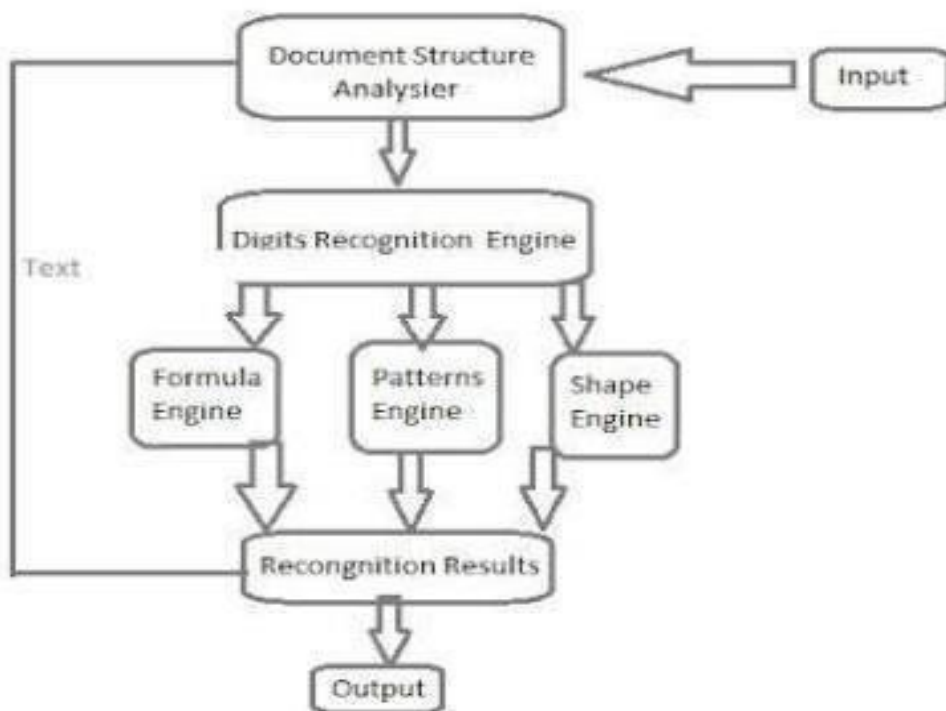 Document Structure
Analysier
Input
Digits Recognition Engine
Text
Formula
Engine
Patterns
Engine
Shape
Engine
Recongnition Results
Output